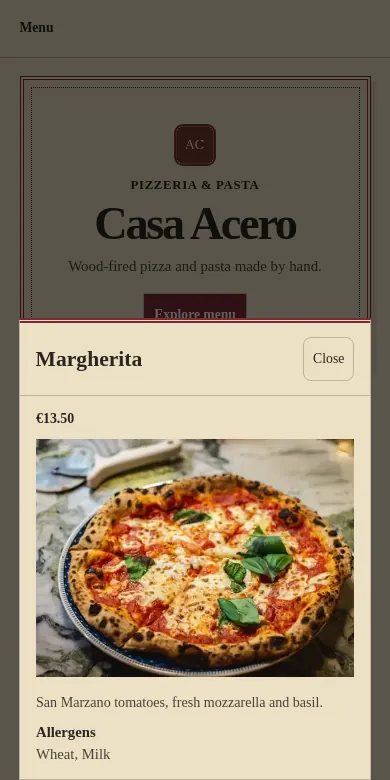 Menu
AC
PIZZERIA & PASTA
Casa Acero
Wood-fired pizza and pasta made by hand.
Explore menu
Margherita
Close
€13.50
San Marzano tomatoes, fresh mozzarella and basil.
Allergens
Wheat, Milk